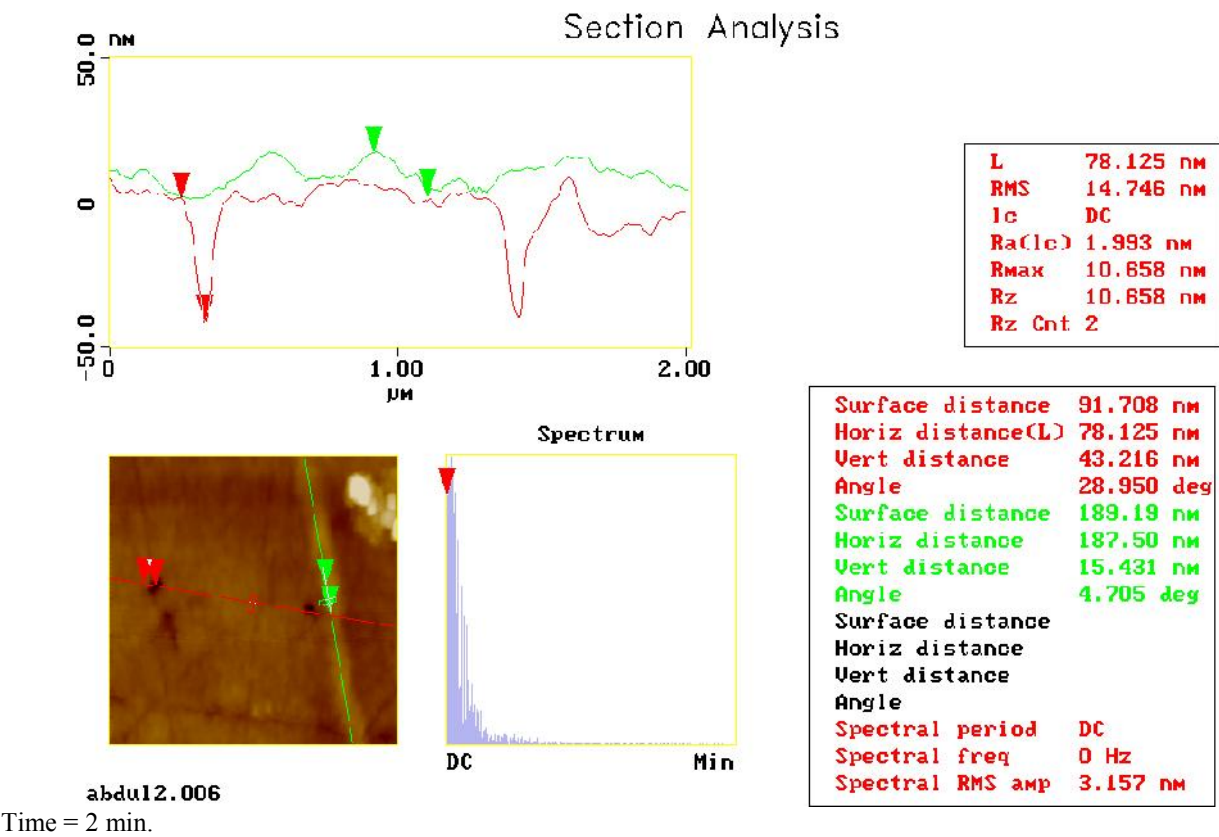 Section Analysis
nm
50.0
0
-50.0
0
1.00
2.00
µm
L 78.125 nm
RMS 14.746 nm
lc DC
Ra(lc) 1.993 nm
Rmax 10.658 nm
Rz 10.658 nm
Rz Cnt 2
Surface distance 91.708 nm
Horiz distance(L) 78.125 nm
Vert distance 43.216 nm
Angle 28.950 deg
Surface distance 189.19 nm
Horiz distance 187.50 nm
Vert distance 15.431 nm
Angle 4.705 deg
Surface distance
Horiz distance
Vert distance
Angle
Spectral period DC
Spectral freq 0 Hz
Spectral RMS amp 3.157 nm
Spectrum
DC
Min
abdul2.006
Time = 2 min.